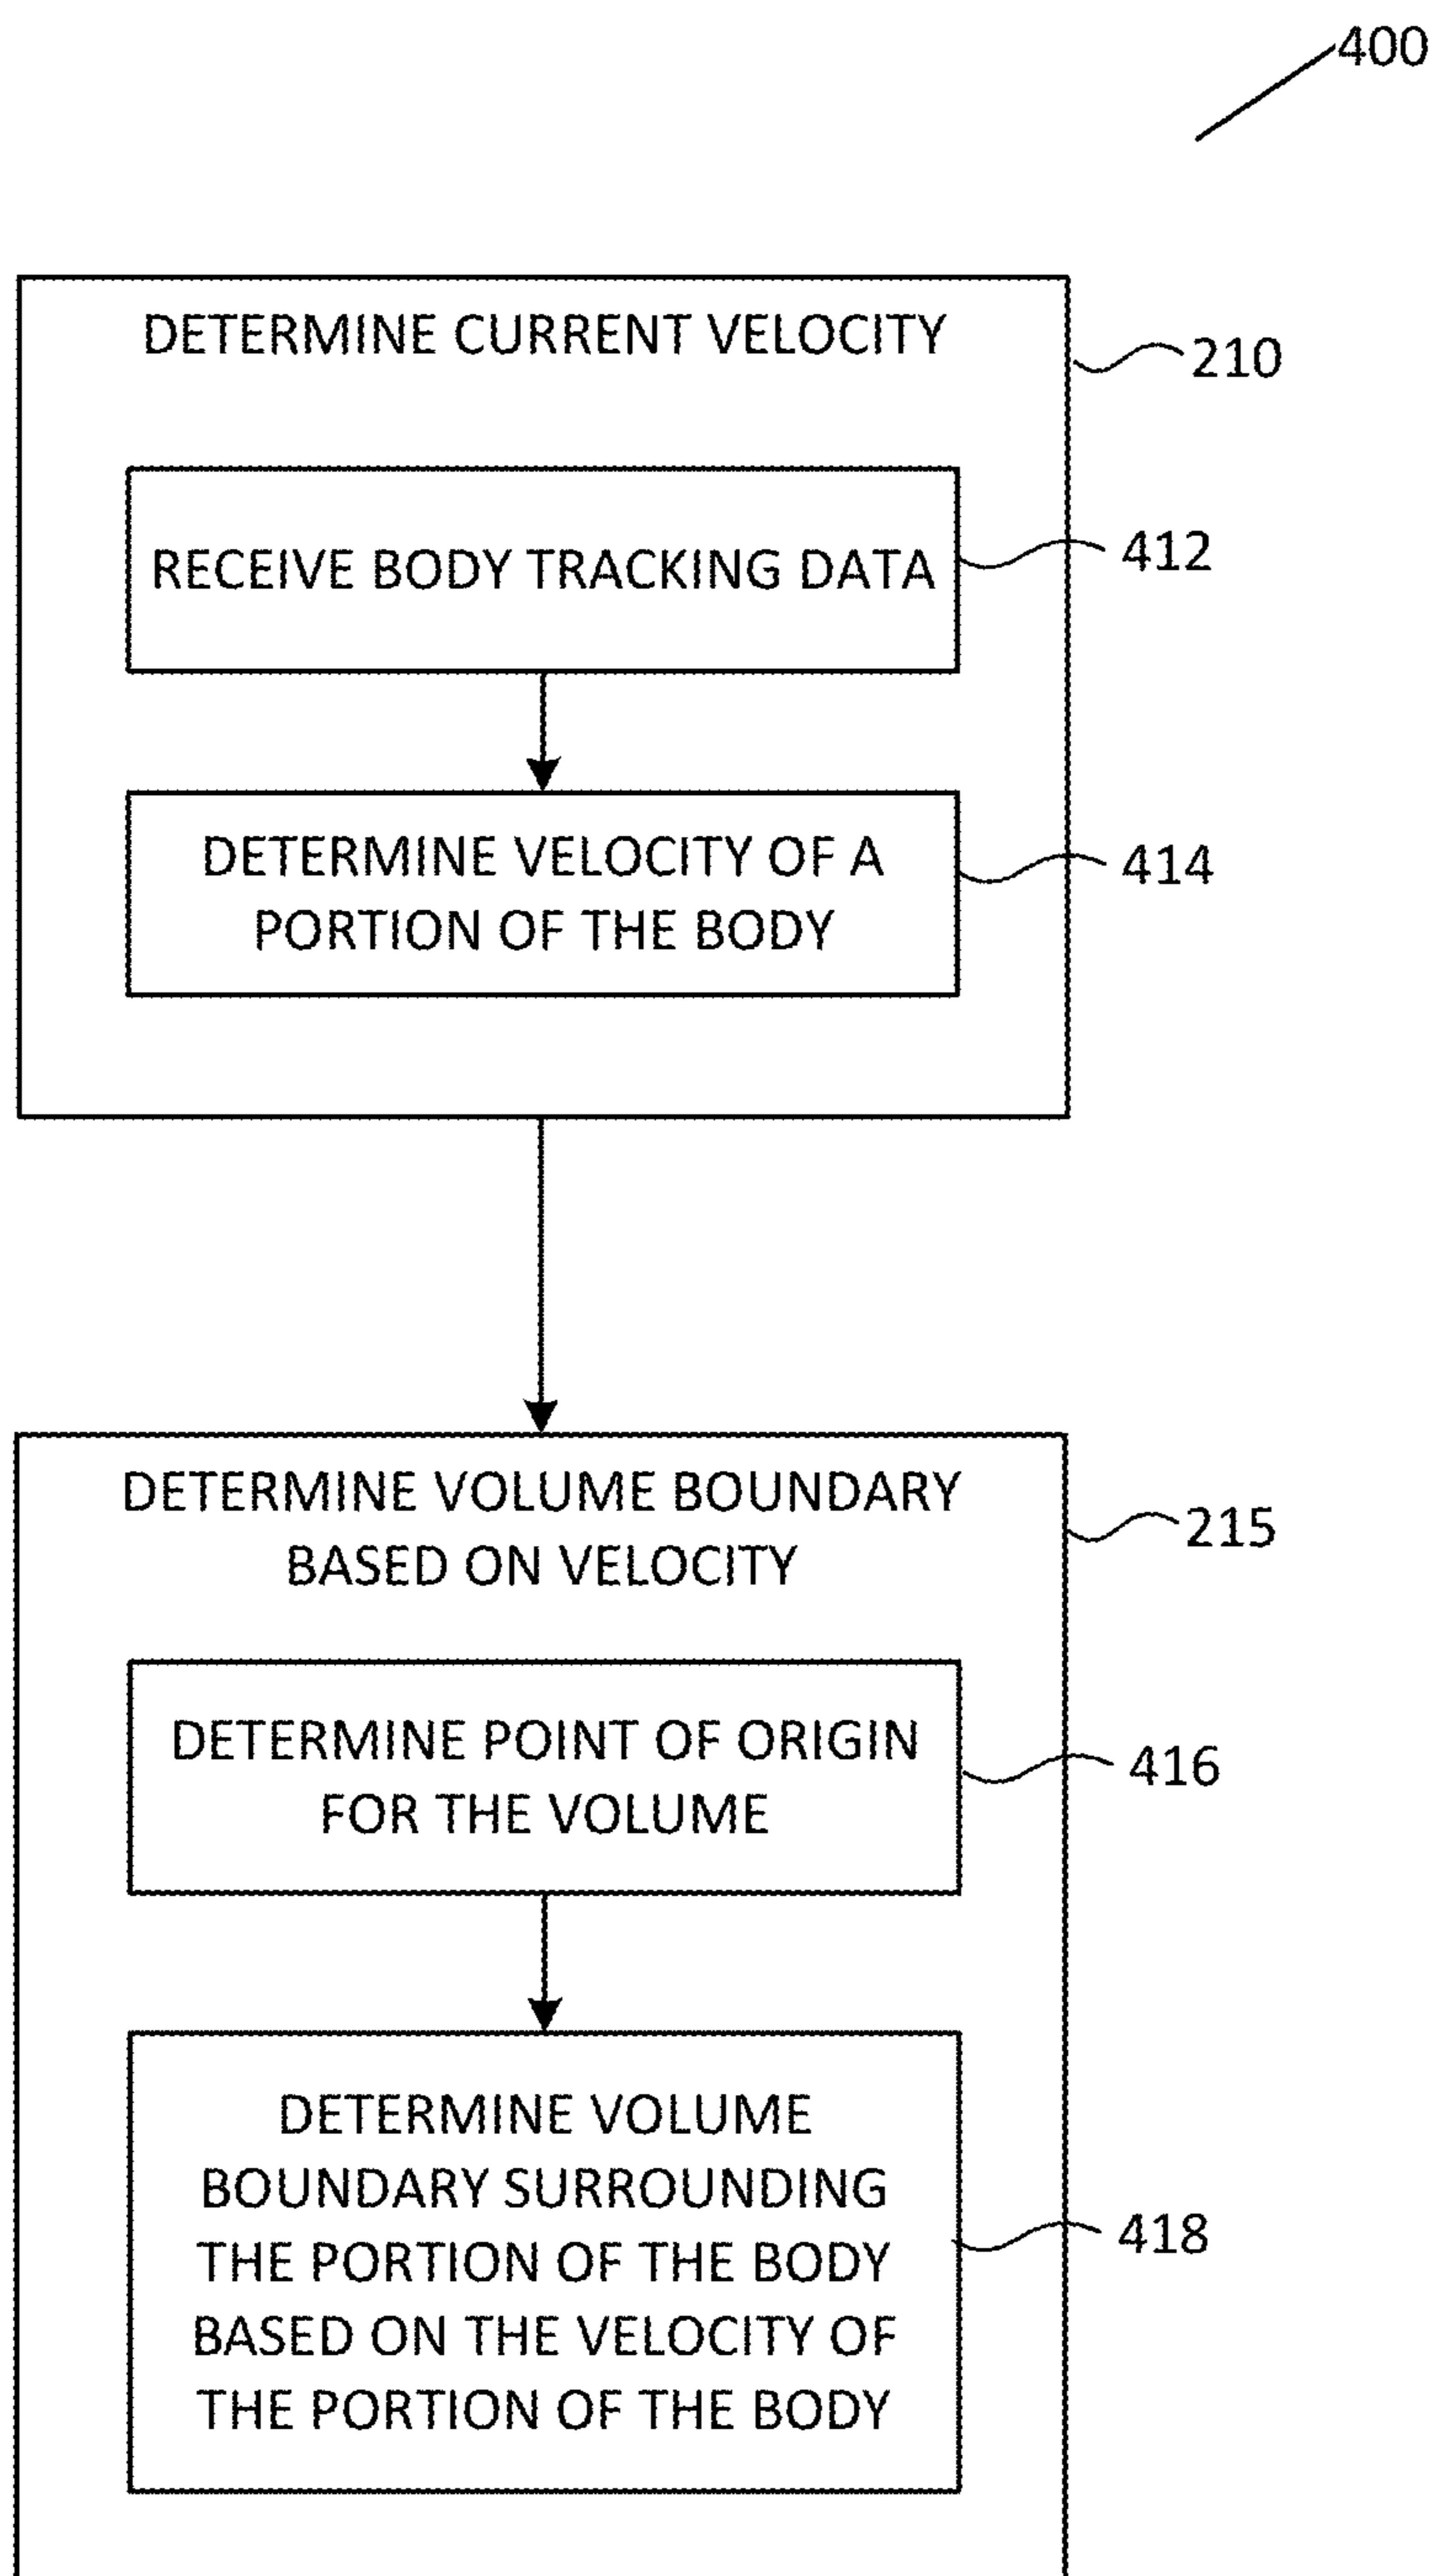 400
DETERMINE CURRENT VELOCITY
210
RECEIVE BODY TRACKING DATA
412
DETERMINE VELOCITY OF A
PORTION OF THE BODY
414
DETERMINE VOLUME BOUNDARY
BASED ON VELOCITY
215
DETERMINE POINT OF ORIGIN
FOR THE VOLUME
416
DETERMINE VOLUME
BOUNDARY SURROUNDING
THE PORTION OF THE BODY
BASED ON THE VELOCITY OF
THE PORTION OF THE BODY
418